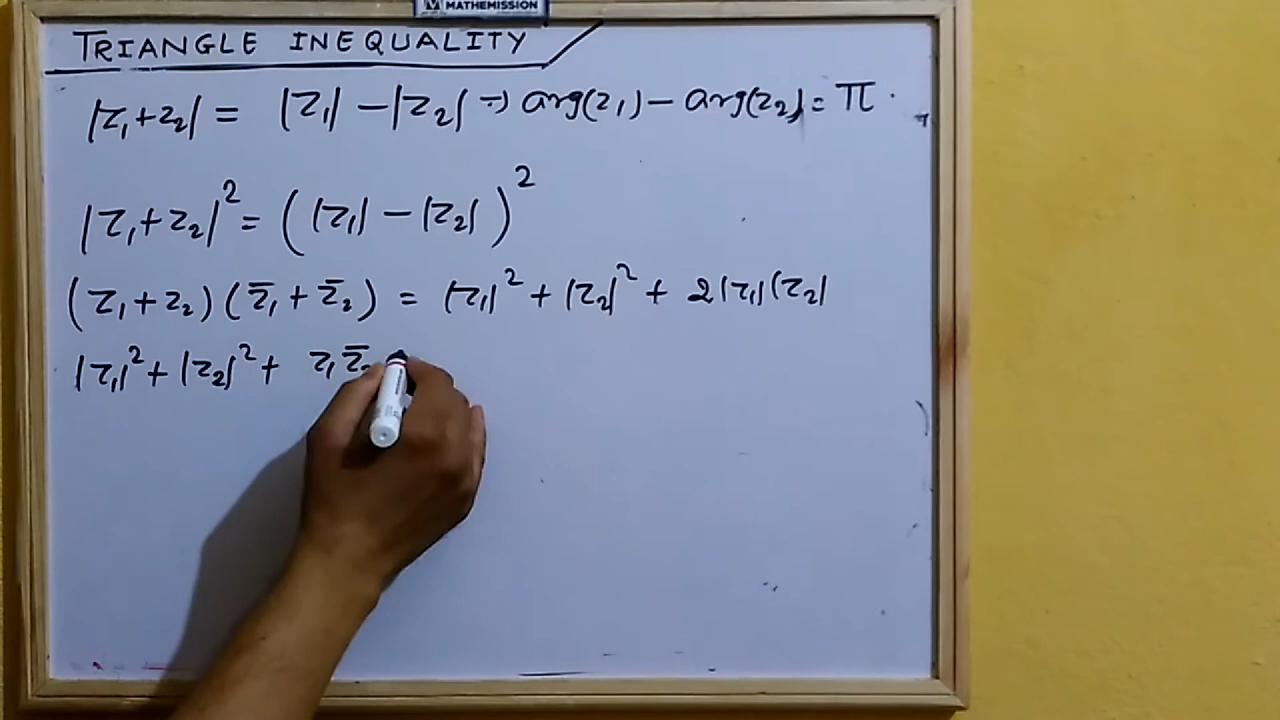 MATHEMISSION
TRIANGLE INEQUALITY
|z₁+z₂| = |z₁| −|z₂| → arg(z₁) − arg(z₂) = π.
|z₁+z₂|² = (|z₁| − |z₂|)²
(z₁+z₂)(z̄₁+z̄₂) = |z₁|² + |z₂|² + 2|z₁||z₂|
|z₁|² + |z₂|² + z₁z̄₂